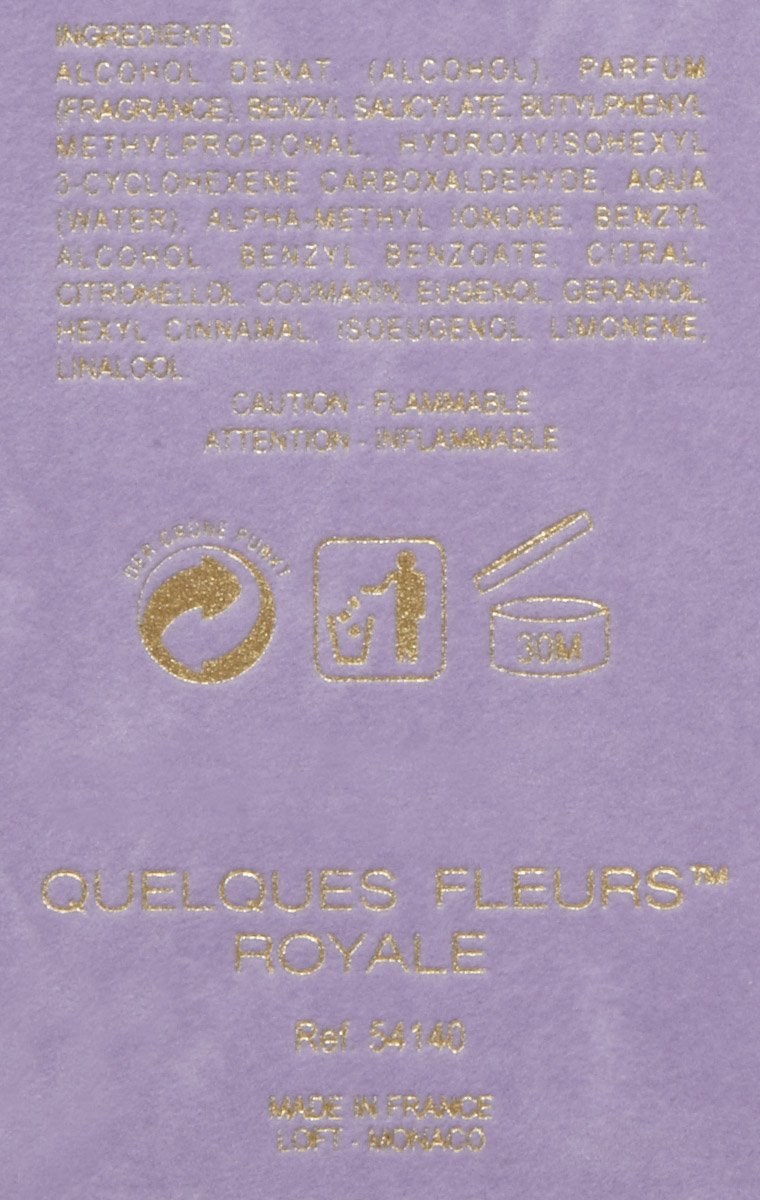 INGREDIENTS:
ALCOHOL DENAT. (ALCOHOL), PARFUM
(FRAGRANCE), BENZYL SALICYLATE, BUTYLPHENYL
METHYLPROPIONAL, HYDROXYISOHEXYL
3-CYCLOHEXENE CARBOXALDEHYDE, AQUA
(WATER), ALPHA-METHYL IONONE, BENZYL
ALCOHOL, BENZYL BENZOATE, CITRAL,
CITRONELLOL, COUMARIN, EUGENOL, GERANIOL,
HEXYL CINNAMAL, ISOEUGENOL, LIMONENE,
LINALOOL.
CAUTION - FLAMMABLE
ATTENTION - INFLAMMABLE
DER GRÜNE PUNKT
30M
QUELQUES FLEURS™
ROYALE
Ref. 54140
MADE IN FRANCE
LOFT - MONACO